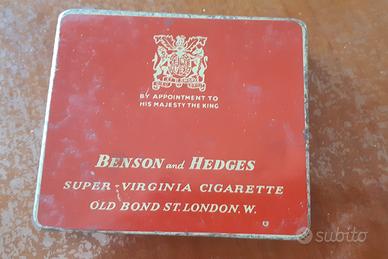 BY APPOINTMENT TO
HIS MAJESTY THE KING
BENSON and HEDGES
SUPER-VIRGINIA CIGARETTE
OLD BOND ST. LONDON, W.
subito